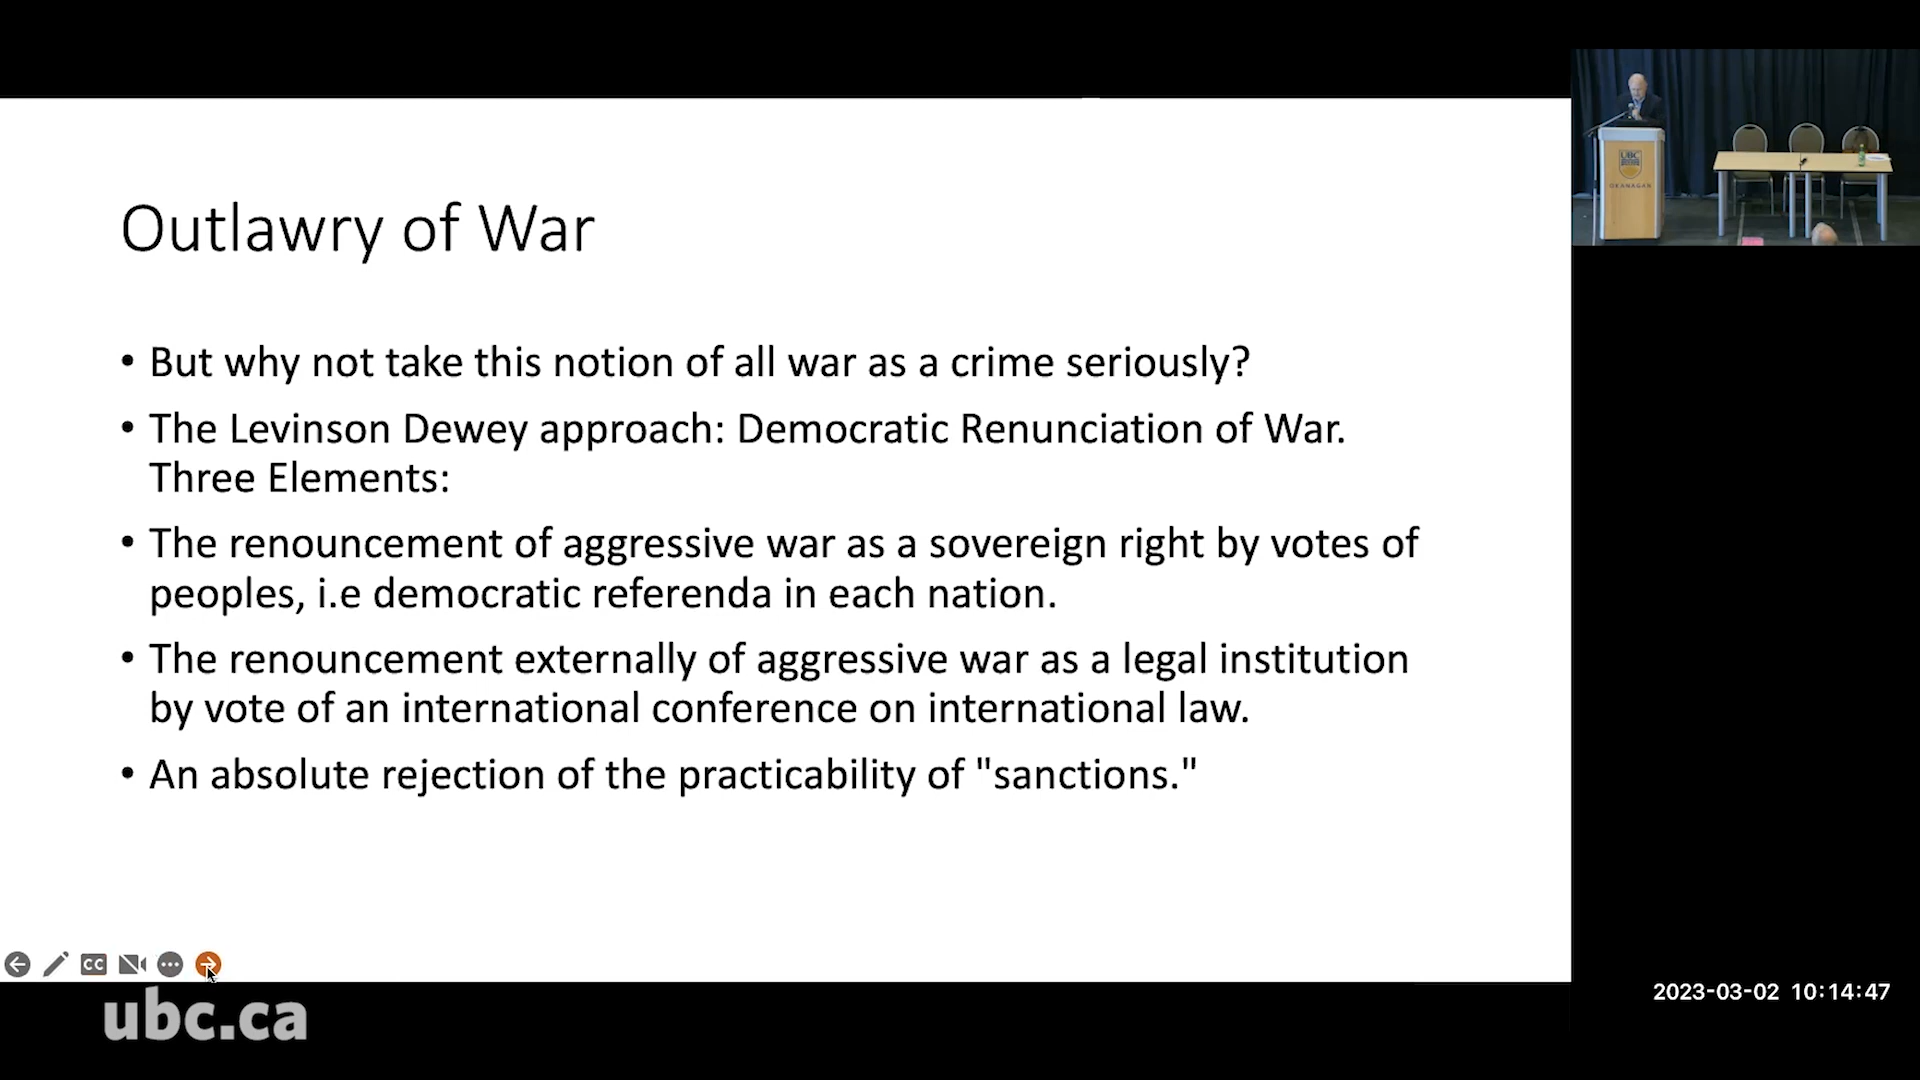 Outlawry of War
• But why not take this notion of all war as a crime seriously?
• The Levinson Dewey approach: Democratic Renunciation of War.
Three Elements:
• The renouncement of aggressive war as a sovereign right by votes of
peoples, i.e democratic referenda in each nation.
• The renouncement externally of aggressive war as a legal institution
by vote of an international conference on international law.
• An absolute rejection of the practicability of "sanctions."
CC
ubc.ca
UBC
OKANAGAN
2023-03-02 10:14:47